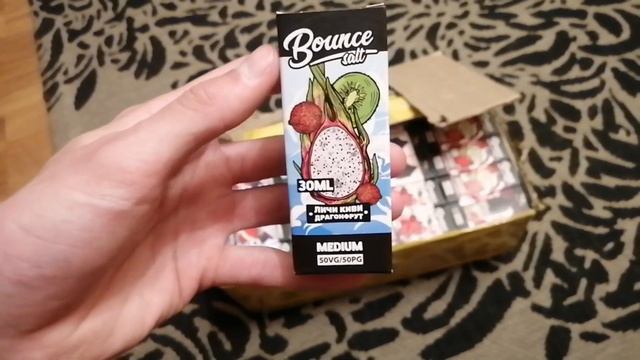 Bounce
salt
30ML
ЛИЧИ КИВИ
ДРАГОНФРУТ
MEDIUM
50VG/50PG